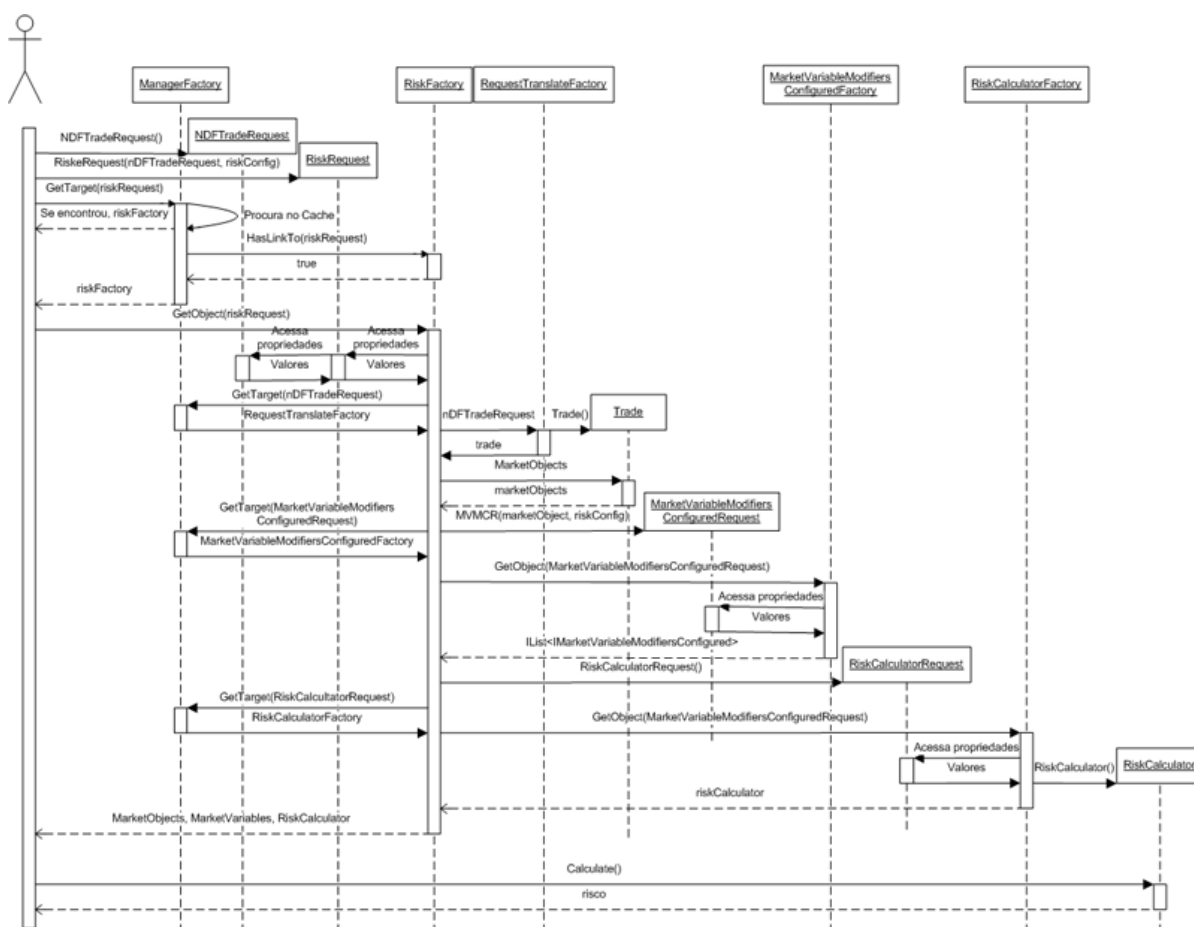 ManagerFactory
RiskFactory
RequestTranslateFactory
MarketVariableModifiers
ConfiguredFactory
RiskCalculatorFactory
NDFTradeRequest()
NDFTradeRequest
RiskeRequest(nDFTradeRequest, riskConfig)
RiskRequest
GetTarget(riskRequest)
Se encontrou, riskFactory
Procura no Cache
HasLinkTo(riskRequest)
true
riskFactory
GetObject(riskRequest)
Acessa
propriedades
Acessa
propriedades
Valores
Valores
GetTarget(nDFTradeRequest)
RequestTranslateFactory
nDFTradeRequest
Trade()
Trade
trade
MarketObjects
marketObjects
GetTarget(MarketVariableModifiers
ConfiguredRequest)
MVMCR(marketObject, riskConfig)
MarketVariableModifiers
ConfiguredRequest
MarketVariableModifiersConfiguredFactory
GetObject(MarketVariableModifiersConfiguredRequest)
Acessa propriedades
Valores
IList<IMarketVariableModifiersConfigured>
RiskCalculatorRequest()
RiskCalculatorRequest
GetTarget(RiskCalcultatorRequest)
RiskCalculatorFactory
GetObject(MarketVariableModifiersConfiguredRequest)
Acessa propriedades
Valores
RiskCalculator()
RiskCalculator
riskCalculator
MarketObjects, MarketVariables, RiskCalculator
Calculate()
risco